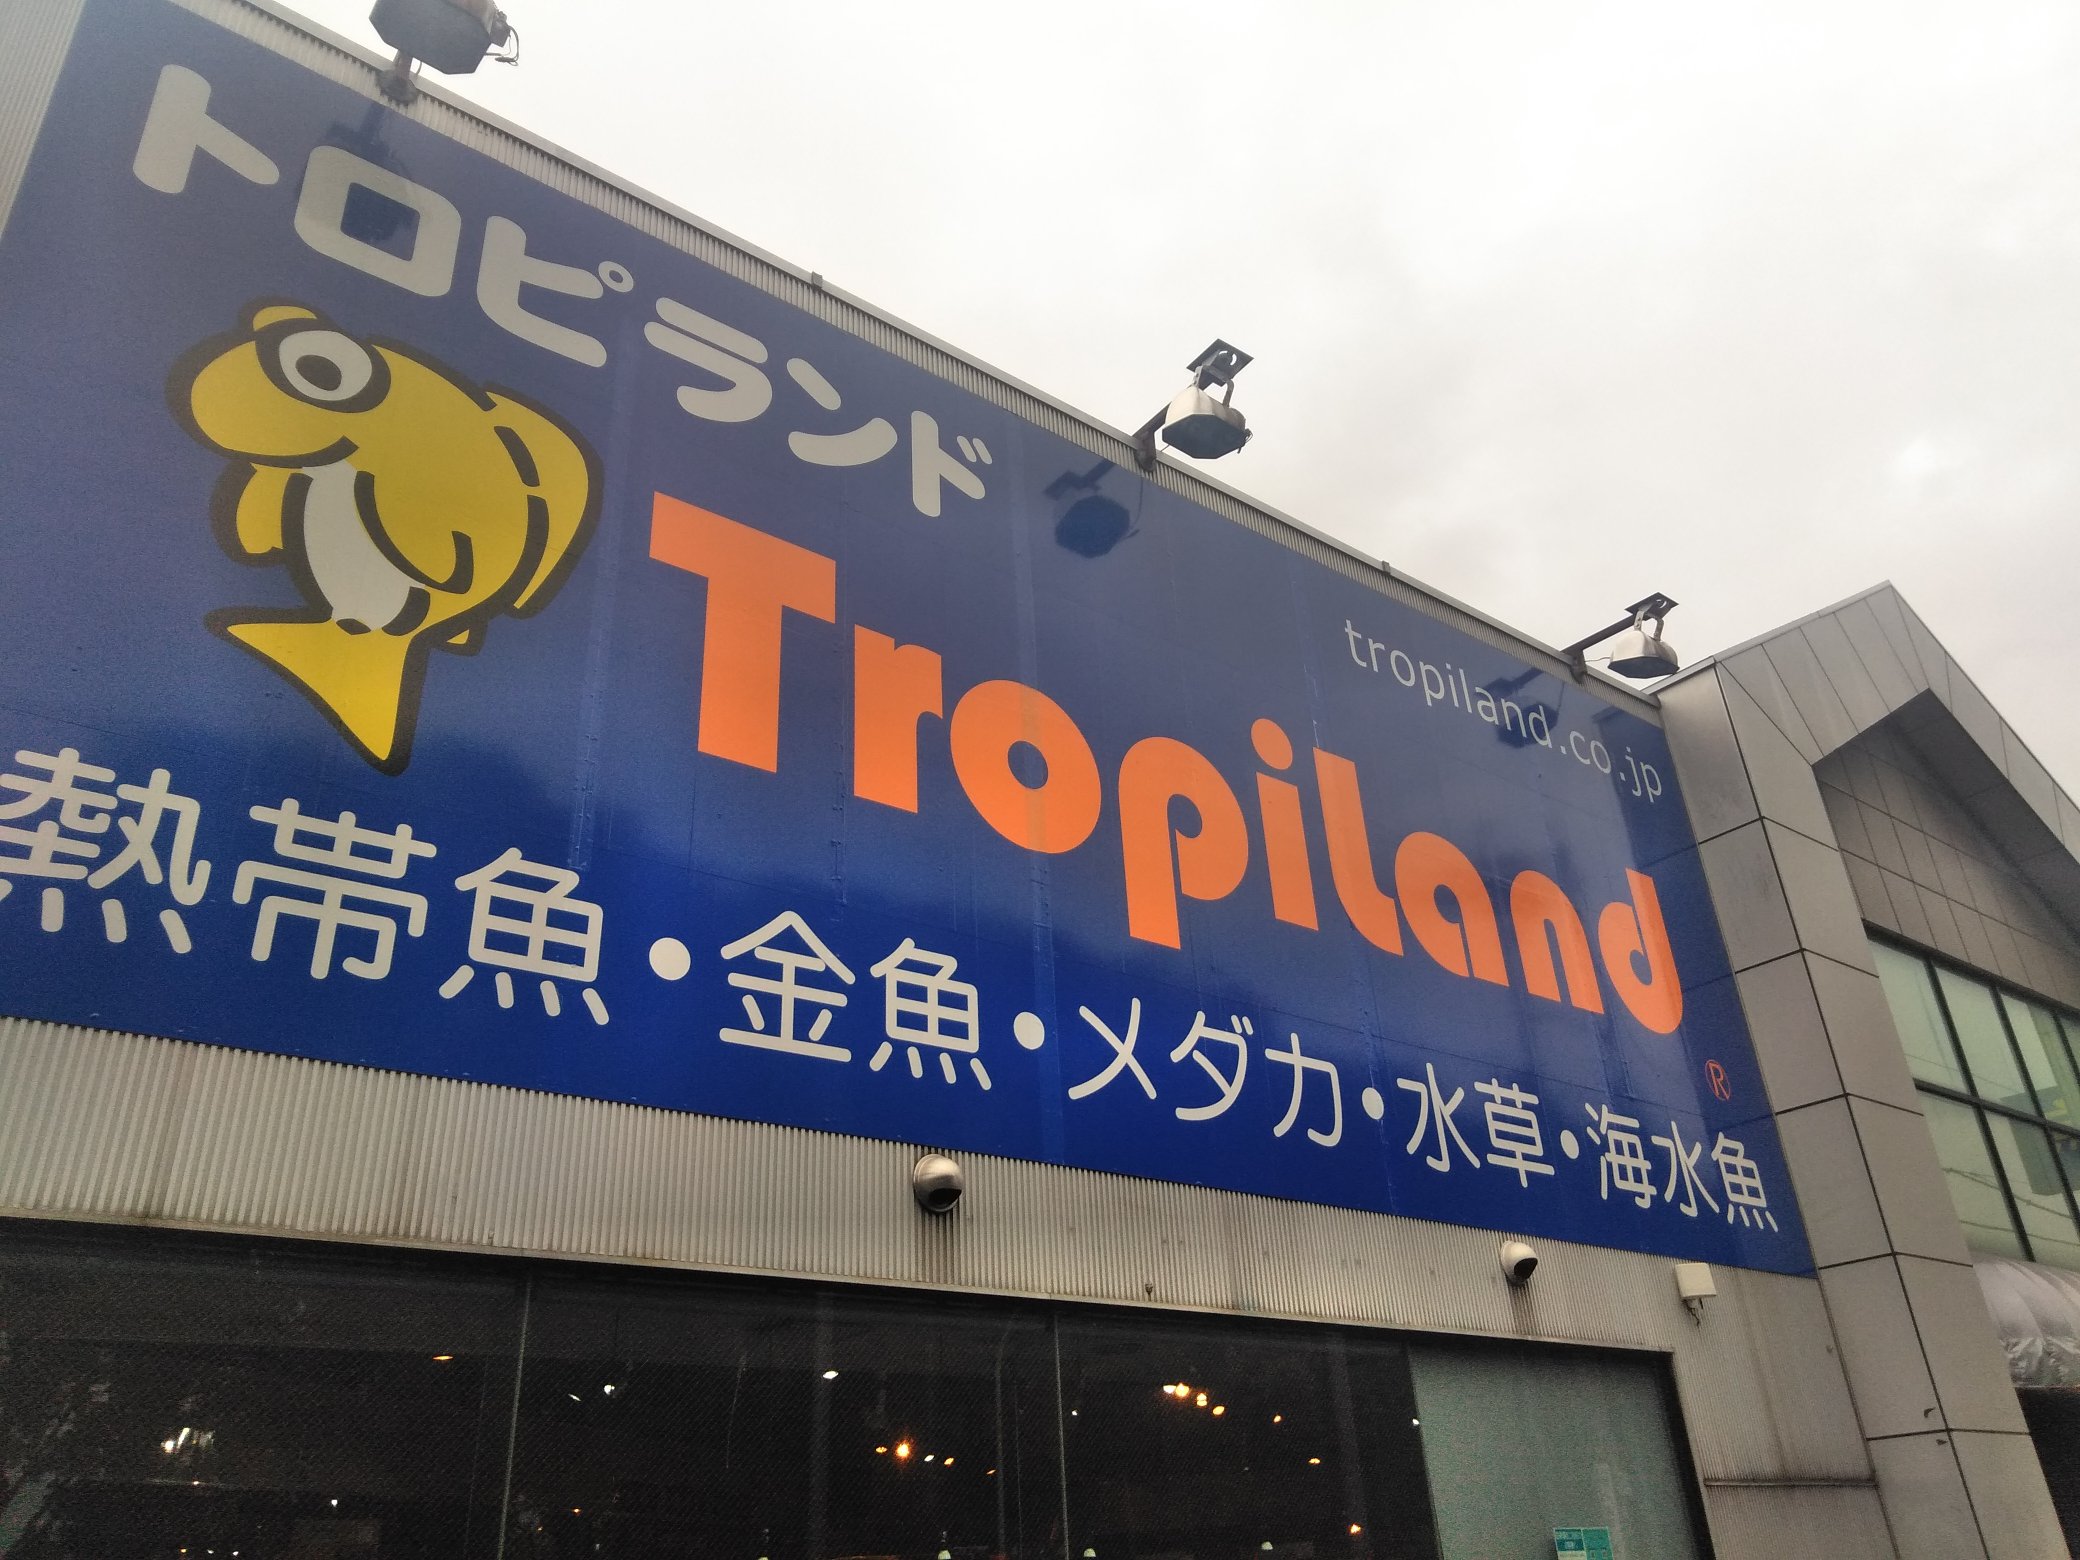 トロピランド
tropiland.co.jp
Tropiland
®
熱帯魚・金魚・メダカ・水草・海水魚